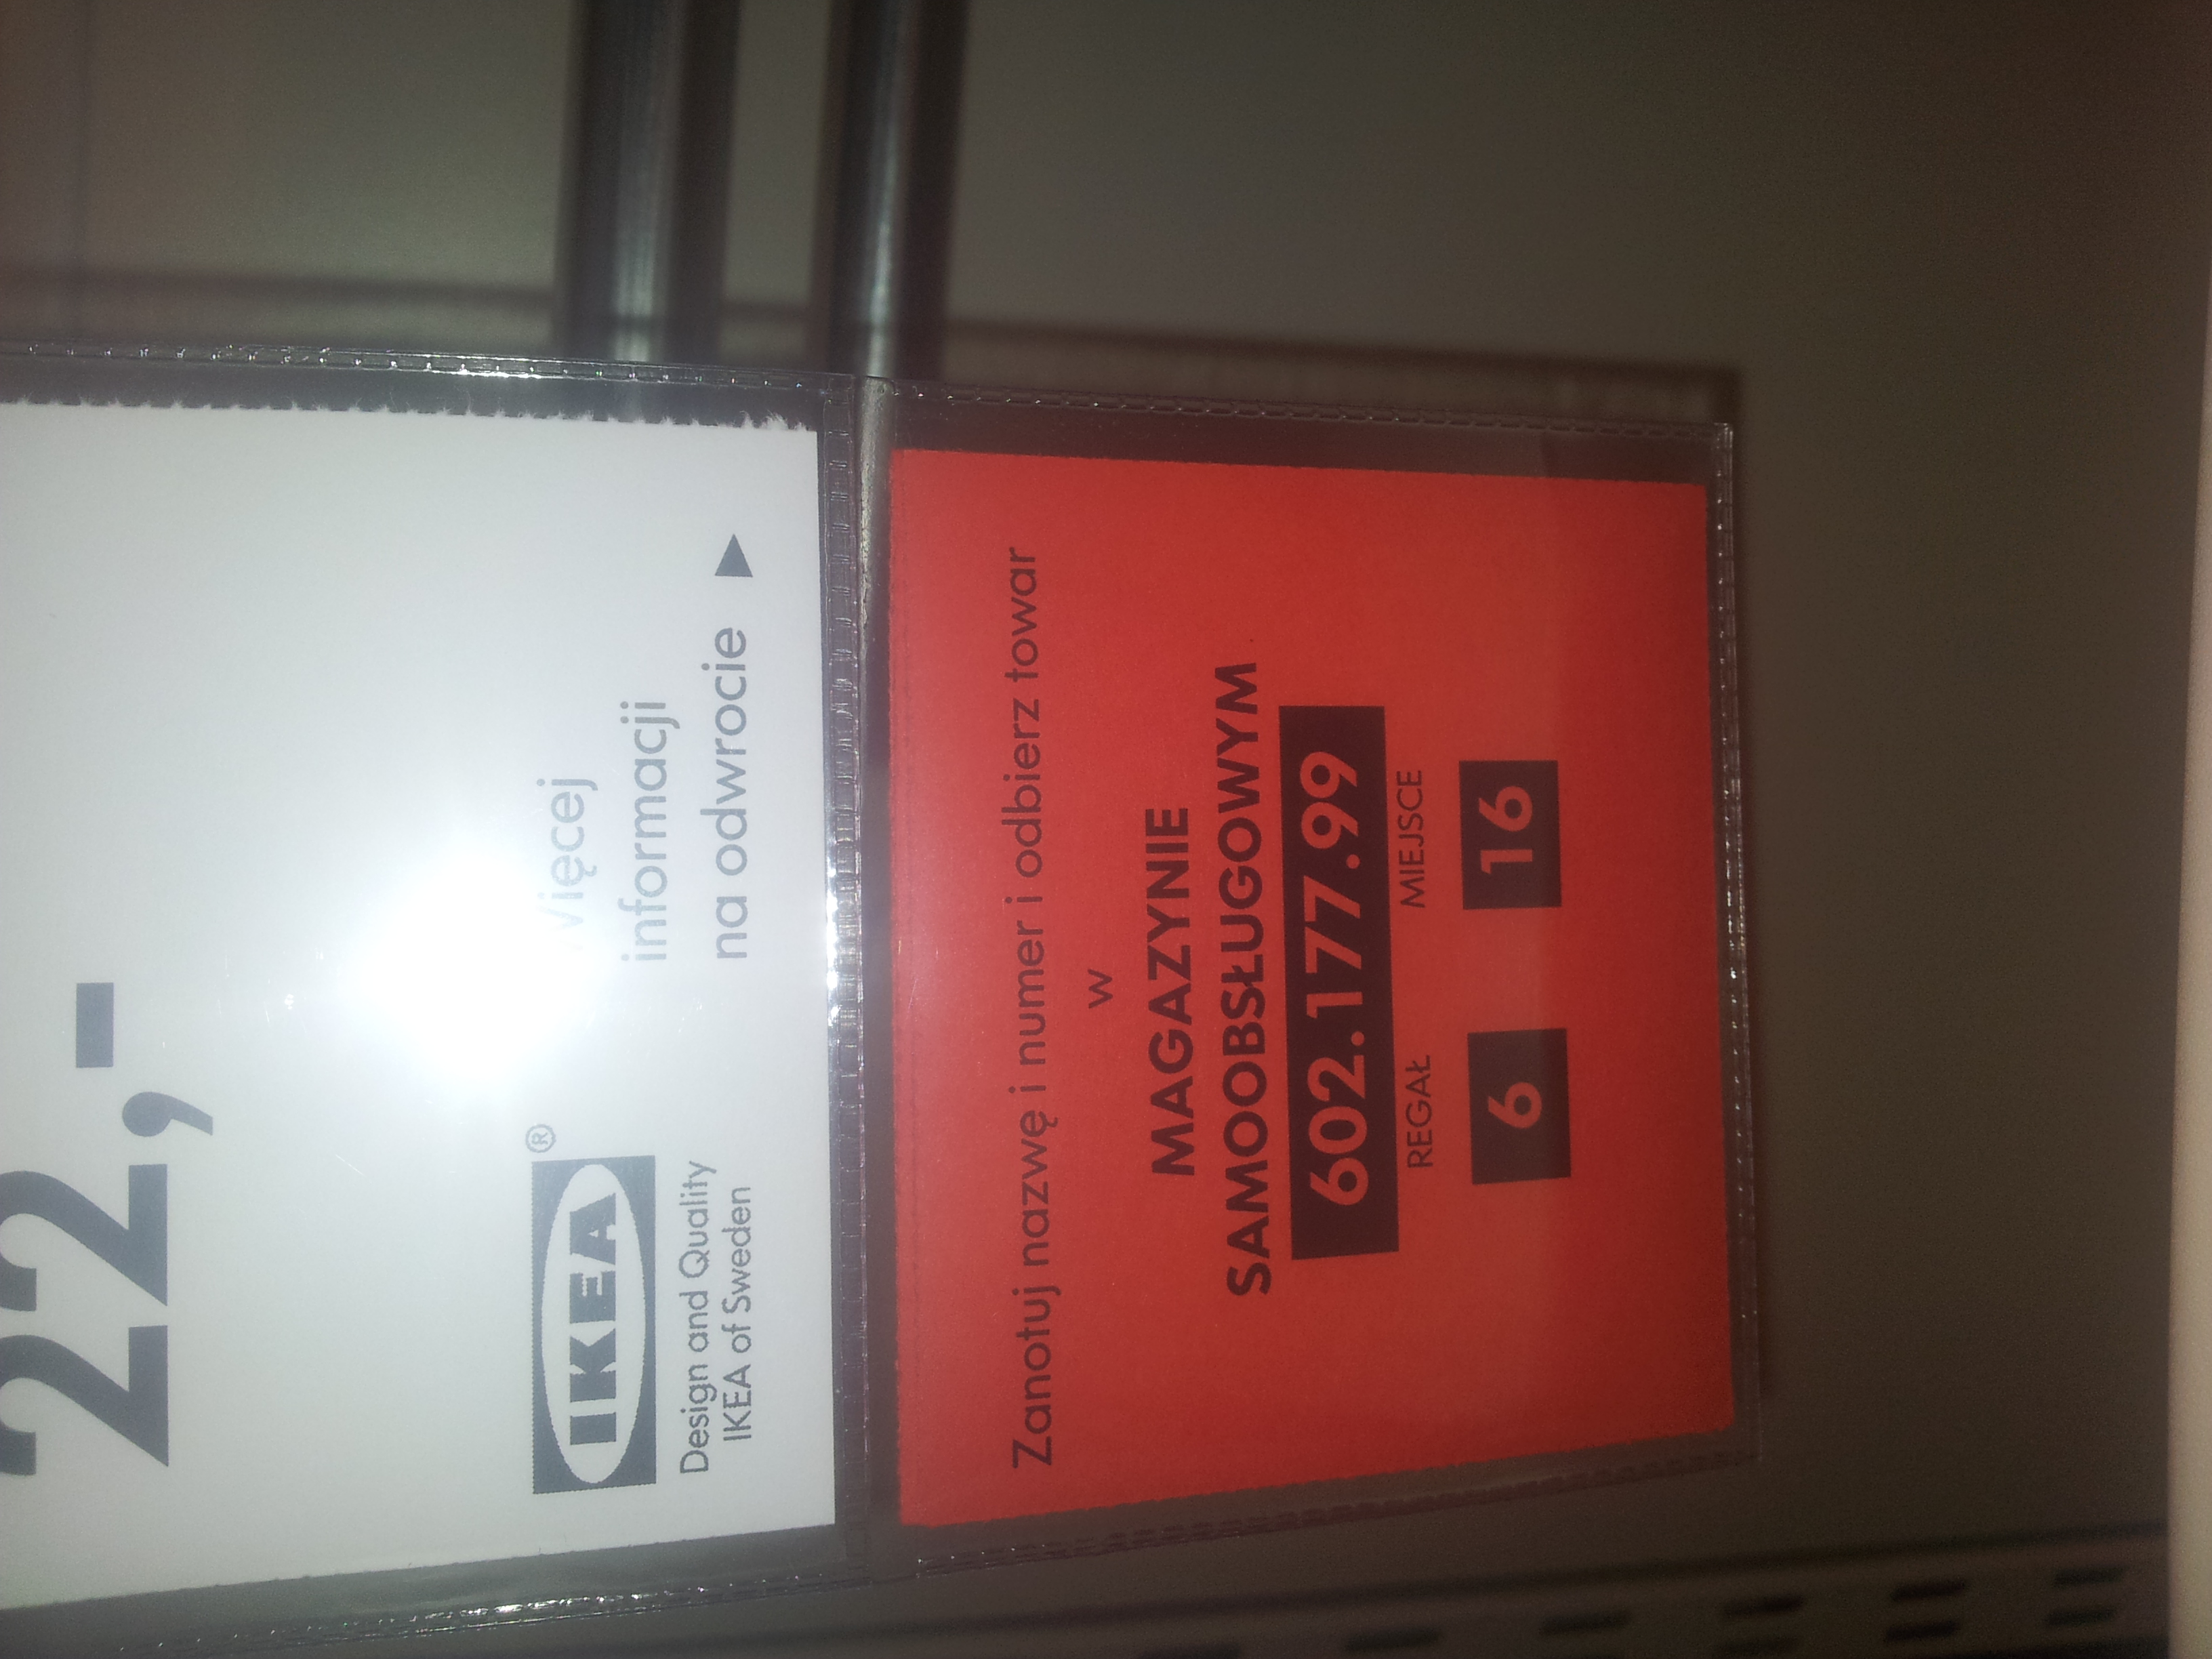 22,-
IKEA®
Design and Quality
IKEA of Sweden
Więcej
informacji
na odwrocie ▶
Zanotuj nazwę i numer i odbierz towar
w
MAGAZYNIE
SAMOOBSŁUGOWYM
602.177.99
REGAŁ MIEJSCE
6 16